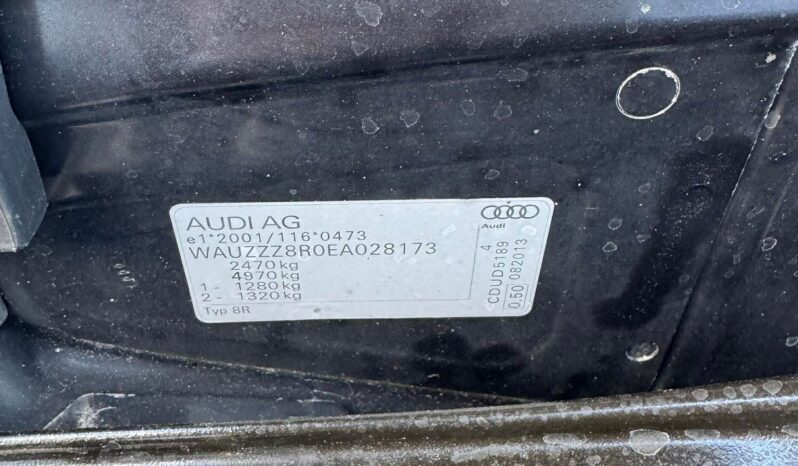 AUDI AG
e1*2001/116*0473
WAUZZZ8R0EA028173
2470kg
4970kg
1 - 1280kg
2 - 1320kg
Typ 8R
Audi
4
CDUD5189
0,50 082013